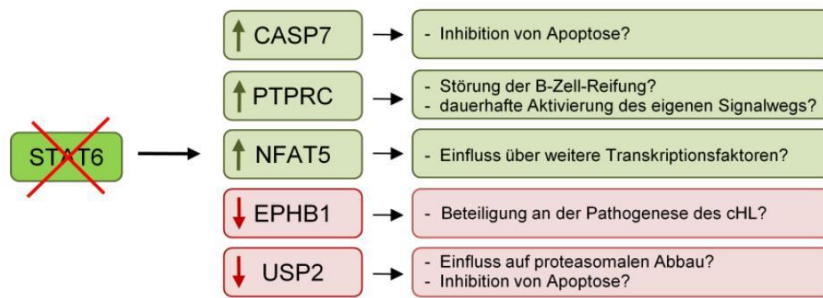 CASP7
- Inhibition von Apoptose?
PTPRC
- Störung der B-Zell-Reifung?
- dauerhafte Aktivierung des eigenen Signalwegs?
STAT6
NFAT5
- Einfluss über weitere Transkriptionsfaktoren?
EPHB1
- Beteiligung an der Pathogenese des cHL?
USP2
- Einfluss auf proteasomalen Abbau?
- Inhibition von Apoptose?